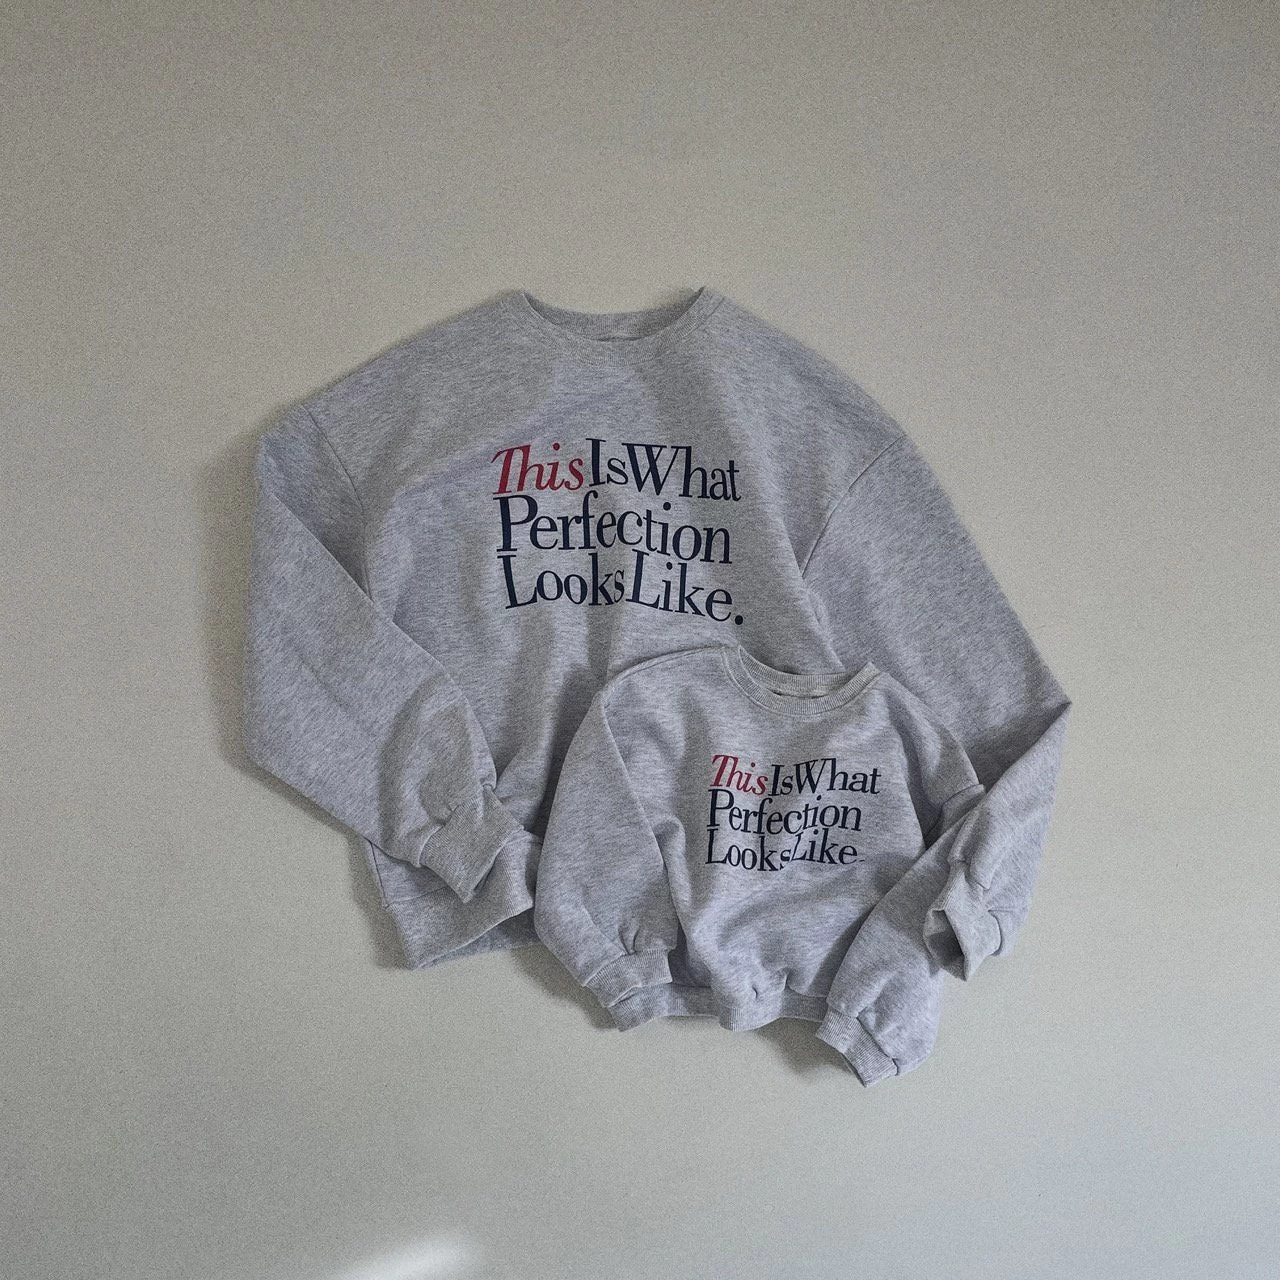 This Is What
Perfection
Looks Like.
This Is What
Perfection
Looks Like.